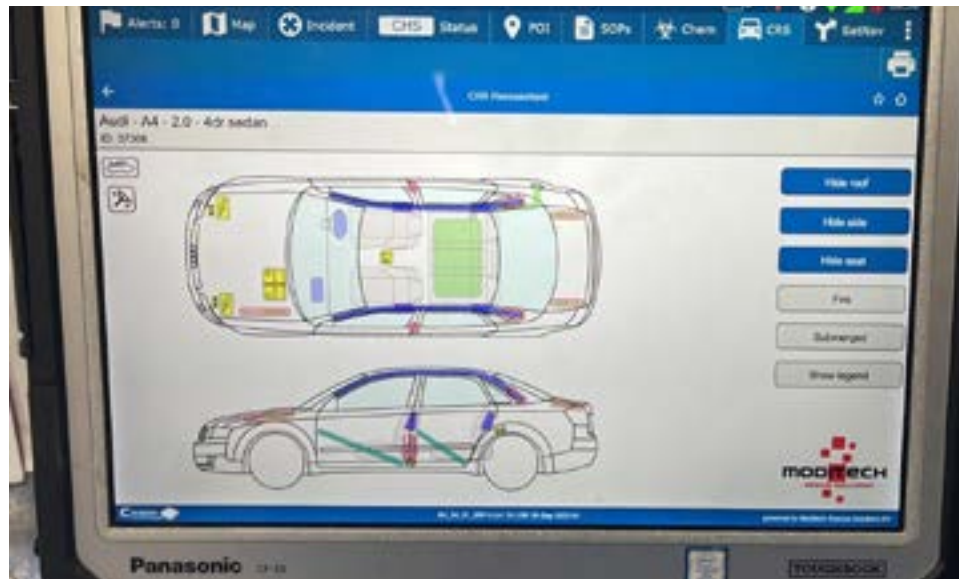 Alerts: 0 Map Incident CHS Status POI SOPs Chem CRS SatNav
Audi - A4 - 2.0 - 4dr sedan
Hide roof
Hide side
Hide seat
Fire
Submerged
Show legend
MODITECH
Panasonic
TOUGHBOOK